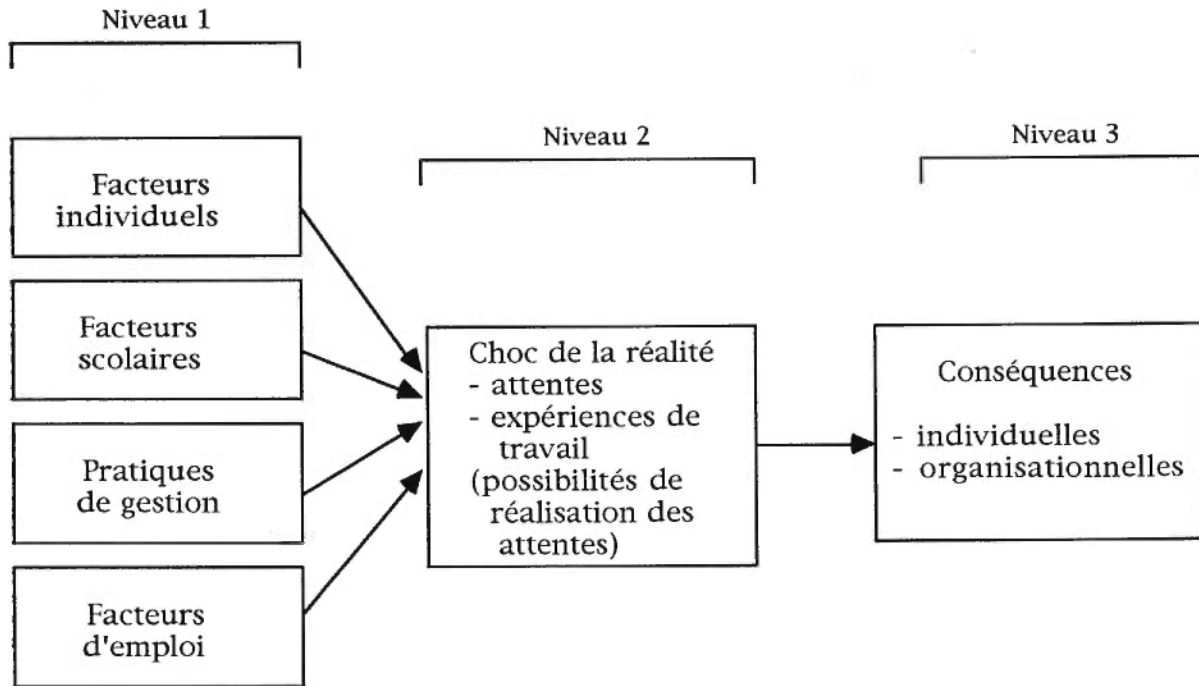 Niveau 1
Facteurs
individuels
Facteurs
scolaires
Pratiques
de gestion
Facteurs
d'emploi
Niveau 2
Choc de la réalité
- attentes
- expériences de
travail
(possibilités de
réalisation des
attentes)
Niveau 3
Conséquences
- individuelles
- organisationnelles